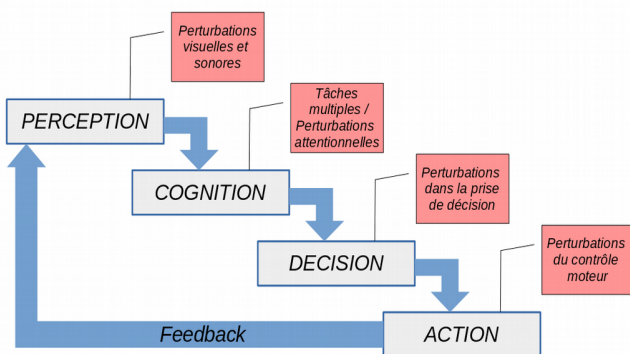 Perturbations
visuelles et
sonores
PERCEPTION
Tâches
multiples /
Perturbations
attentionnelles
COGNITION
Perturbations
dans la prise
de décision
DECISION
Perturbations
du contrôle
moteur
Feedback
ACTION